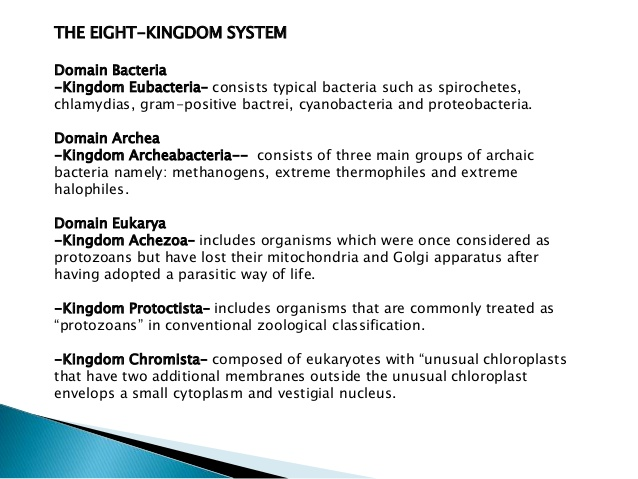 THE EIGHT-KINGDOM SYSTEM
Domain Bacteria
-Kingdom Eubacteria- consists typical bacteria such as spirochetes,
chlamydias, gram-positive bactrei, cyanobacteria and proteobacteria.
Domain Archea
-Kingdom Archeabacteria-- consists of three main groups of archaic
bacteria namely: methanogens, extreme thermophiles and extreme
halophiles.
Domain Eukarya
-Kingdom Achezoa- includes organisms which were once considered as
protozoans but have lost their mitochondria and Golgi apparatus after
having adopted a parasitic way of life.
-Kingdom Protoctista- includes organisms that are commonly treated as
“protozoans” in conventional zoological classification.
-Kingdom Chromista- composed of eukaryotes with “unusual chloroplasts
that have two additional membranes outside the unusual chloroplast
envelops a small cytoplasm and vestigial nucleus.